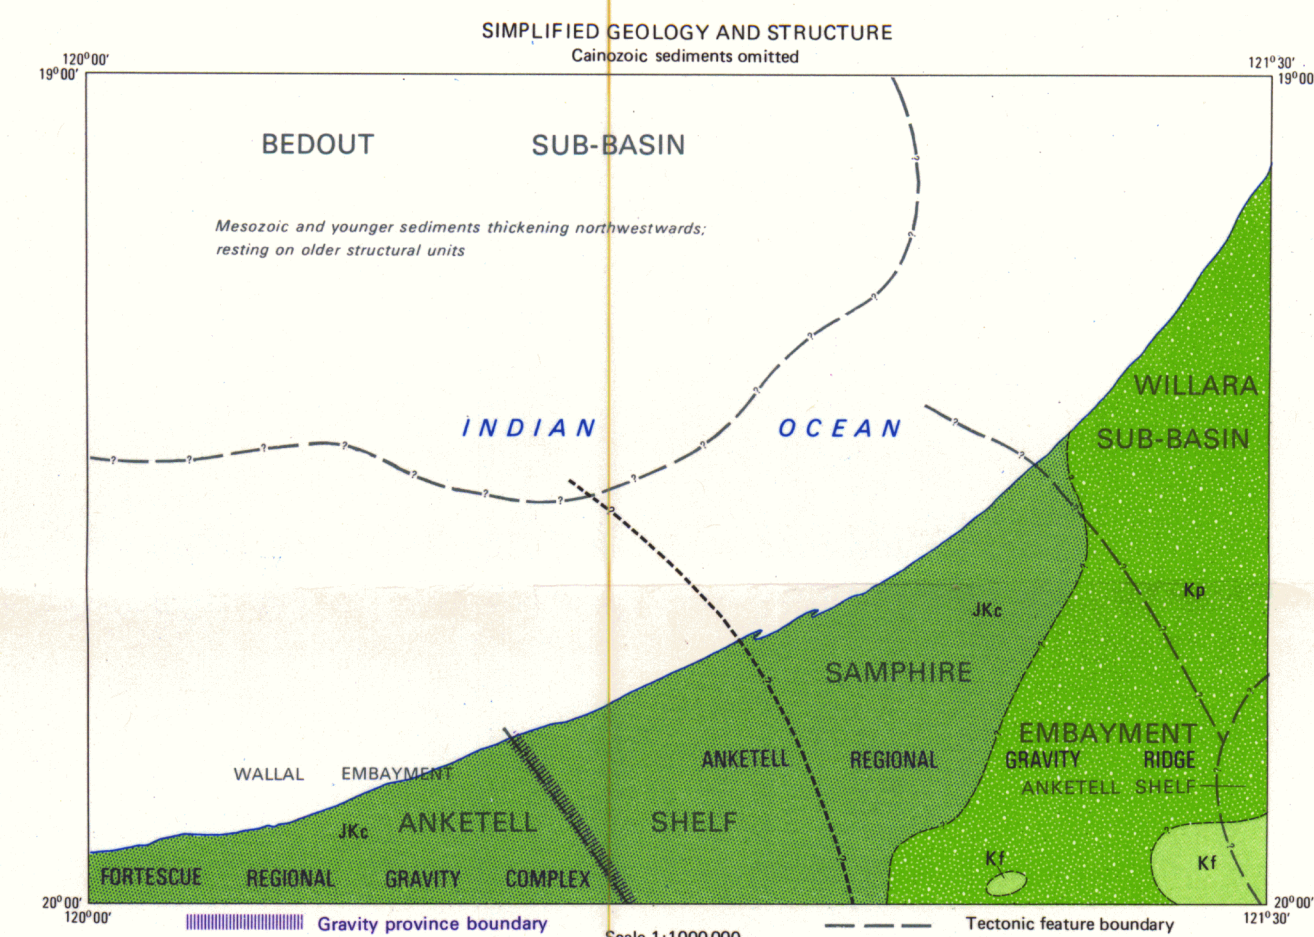 SIMPLIFIED GEOLOGY AND STRUCTURE
Cainozoic sediments omitted
120°00' 121°30'
19°00' 19°00'
BEDOUT SUB-BASIN
Mesozoic and younger sediments thickening northwestwards;
resting on older structural units
WILLARA
INDIAN OCEAN
SUB-BASIN
Kp
JKc
SAMPHIRE
EMBAYMENT
ANKETELL REGIONAL GRAVITY RIDGE
WALLAL EMBAYMENT
ANKETELL SHELF
JKc ANKETELL SHELF
Kf Kf
FORTESCUE REGIONAL GRAVITY COMPLEX
20°00' 20°00'
120°00' 121°30'
Gravity province boundary
Tectonic feature boundary
Scale 1:1000000